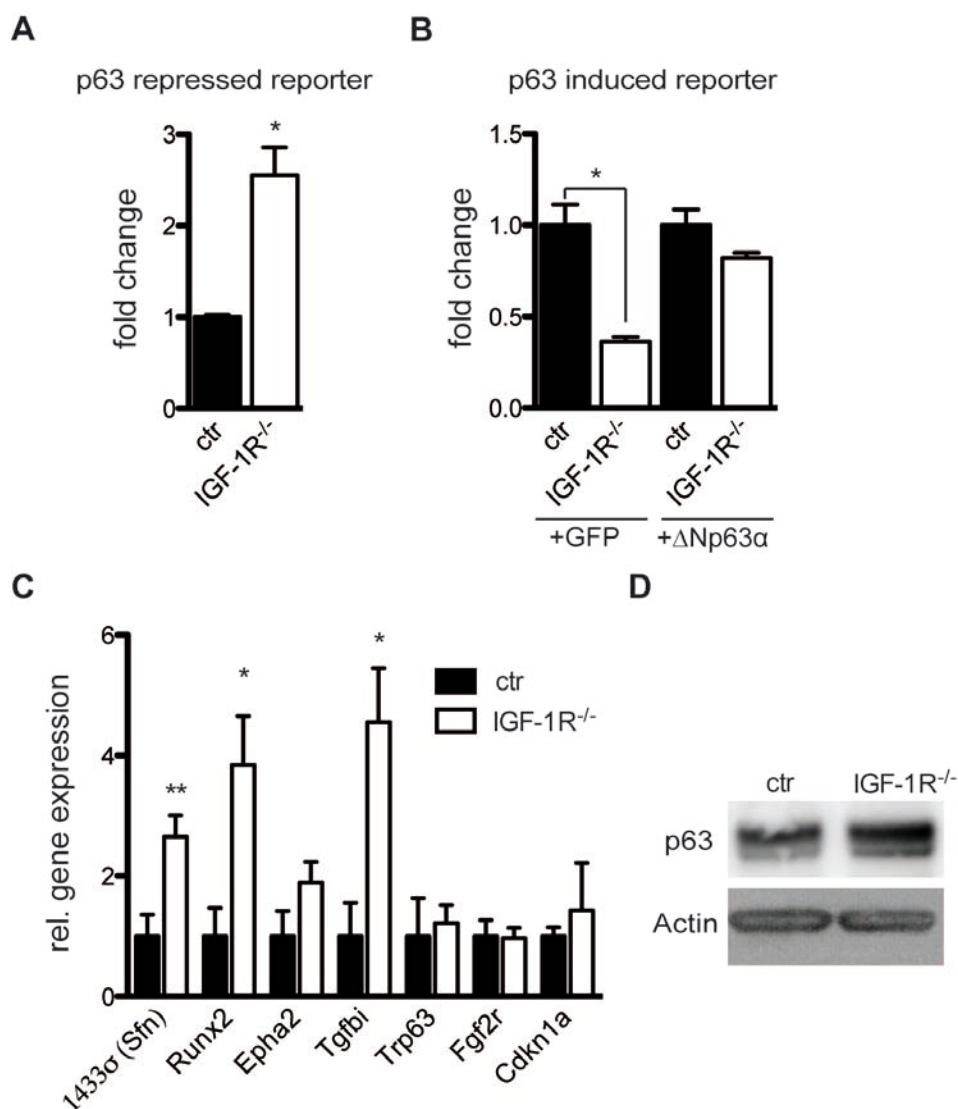 A
p63 repressed reporter
fold change
3
2
1
0
*
ctr
IGF-1R-/-
B
p63 induced reporter
fold change
1.5
1.0
0.5
0.0
*
ctr
IGF-1R-/-
ctr
IGF-1R-/-
+GFP
+ΔNp63α
C
rel. gene expression
6
4
2
0
**
*
*
ctr
IGF-1R-/-
1433σ (Sfn)
Runx2
Epha2
Tgfbi
Trp63
Fgf2r
Cdkn1a
D
ctr IGF-1R-/-
p63
Actin